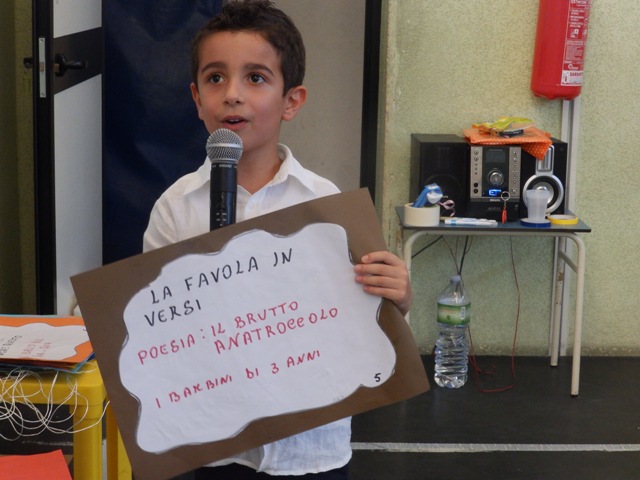 LA FAVOLA IN
VERSI
POESIA: IL BRUTTO
ANATROCCOLO
I BAMBINI DI 3 ANNI
5